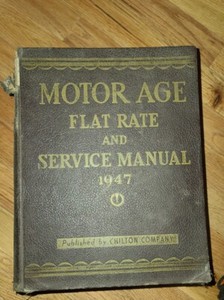 MOTOR AGE
FLAT RATE
AND
SERVICE MANUAL
1947
Published by CHILTON COMPANY